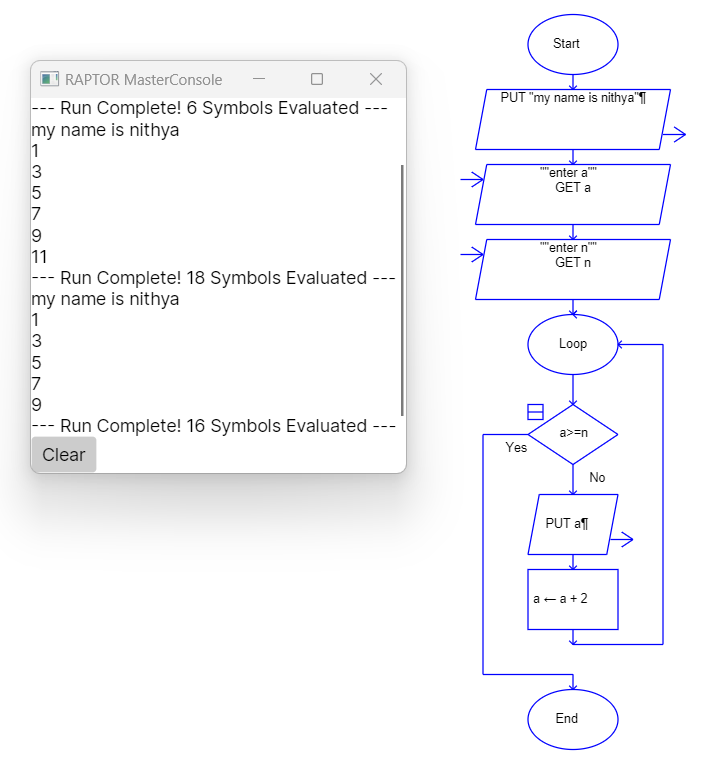 RAPTOR MasterConsole
--- Run Complete! 6 Symbols Evaluated ---
my name is nithya
1
3
5
7
9
11
--- Run Complete! 18 Symbols Evaluated ---
my name is nithya
1
3
5
7
9
--- Run Complete! 16 Symbols Evaluated ---
Clear
Start
PUT "my name is nithya"¶
""enter a""
GET a
""enter n""
GET n
Loop
a>=n
Yes
No
PUT a¶
a ← a + 2
End